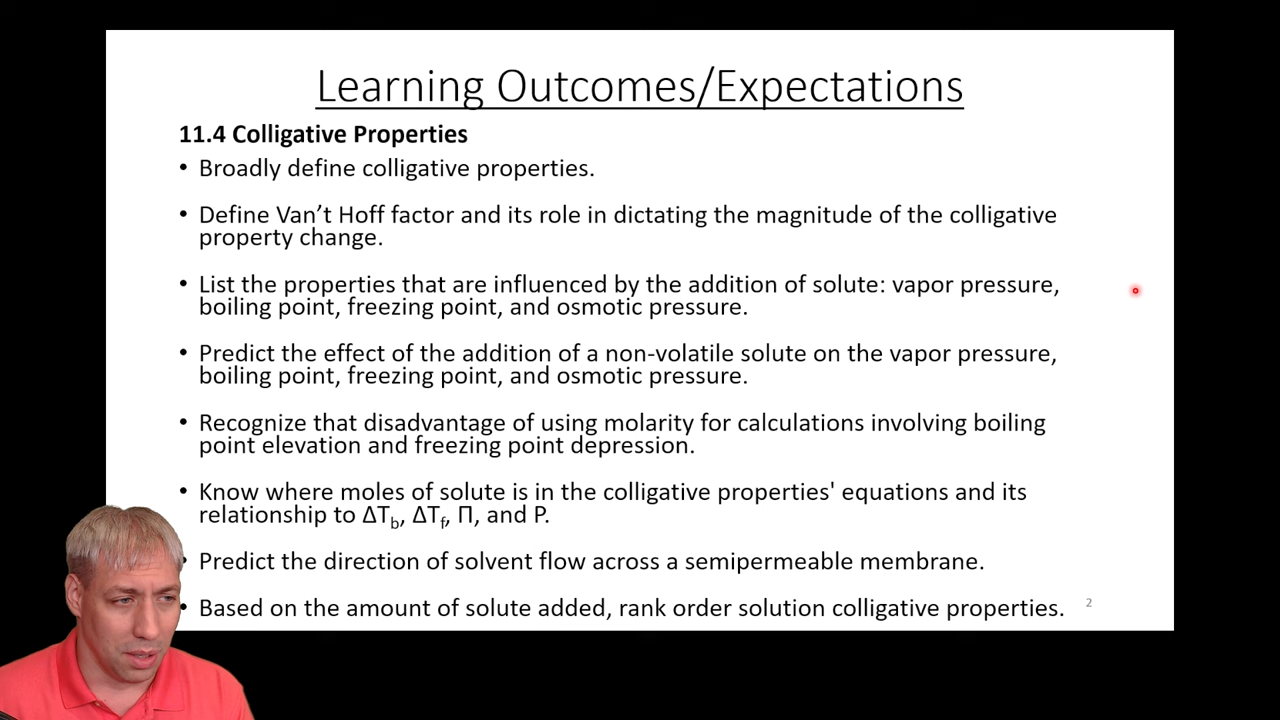 Learning Outcomes/Expectations
11.4 Colligative Properties
• Broadly define colligative properties.
• Define Van’t Hoff factor and its role in dictating the magnitude of the colligative
property change.
• List the properties that are influenced by the addition of solute: vapor pressure,
boiling point, freezing point, and osmotic pressure.
• Predict the effect of the addition of a non-volatile solute on the vapor pressure,
boiling point, freezing point, and osmotic pressure.
• Recognize that disadvantage of using molarity for calculations involving boiling
point elevation and freezing point depression.
• Know where moles of solute is in the colligative properties' equations and its
relationship to ΔT_b, ΔT_f, Π, and P.
• Predict the direction of solvent flow across a semipermeable membrane.
• Based on the amount of solute added, rank order solution colligative properties.
2